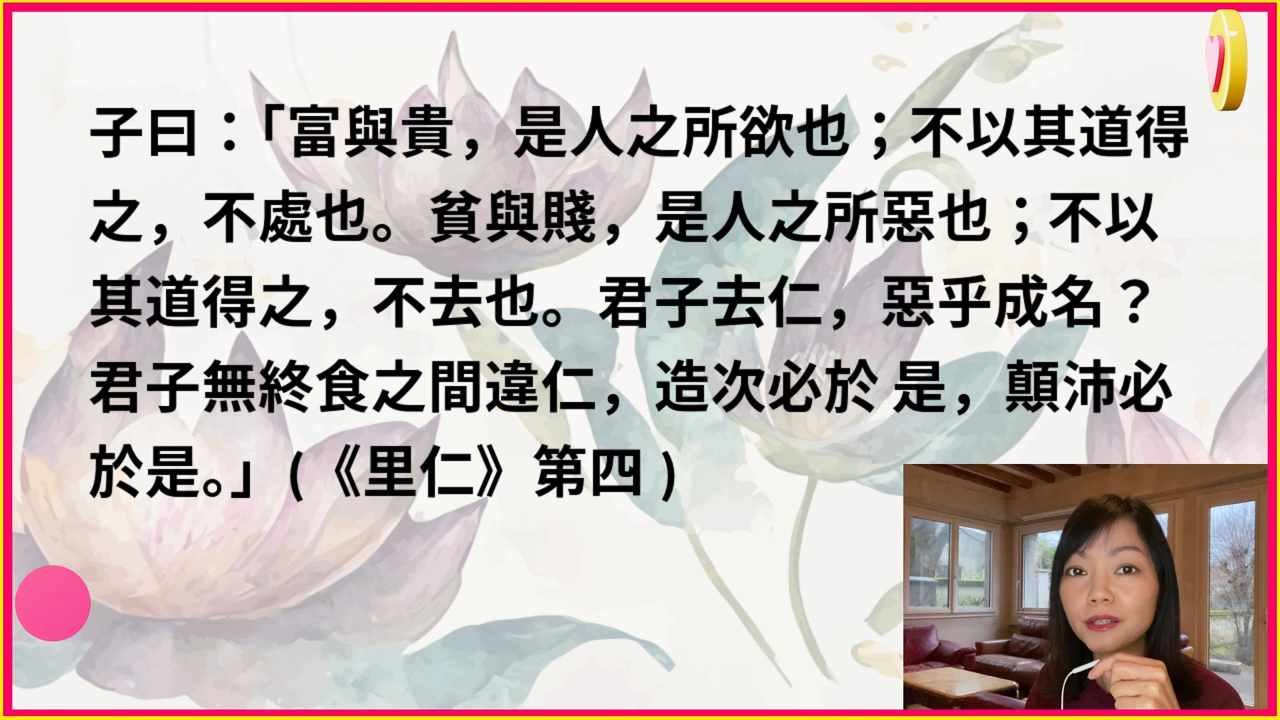 子曰：「富與貴，是人之所欲也；不以其道得
之，不處也。貧與賤，是人之所惡也；不以
其道得之，不去也。君子去仁，惡乎成名？
君子無終食之間違仁，造次必於 是，顛沛必
於是。」(《里仁》第四 )